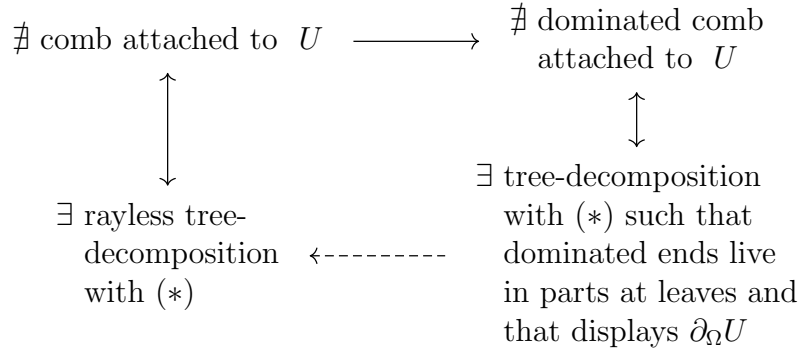 ∄ comb attached to U
∄ dominated comb
attached to U
∃ rayless tree-
decomposition
with (∗)
∃ tree-decomposition
with (∗) such that
dominated ends live
in parts at leaves and
that displays ∂_Ω U